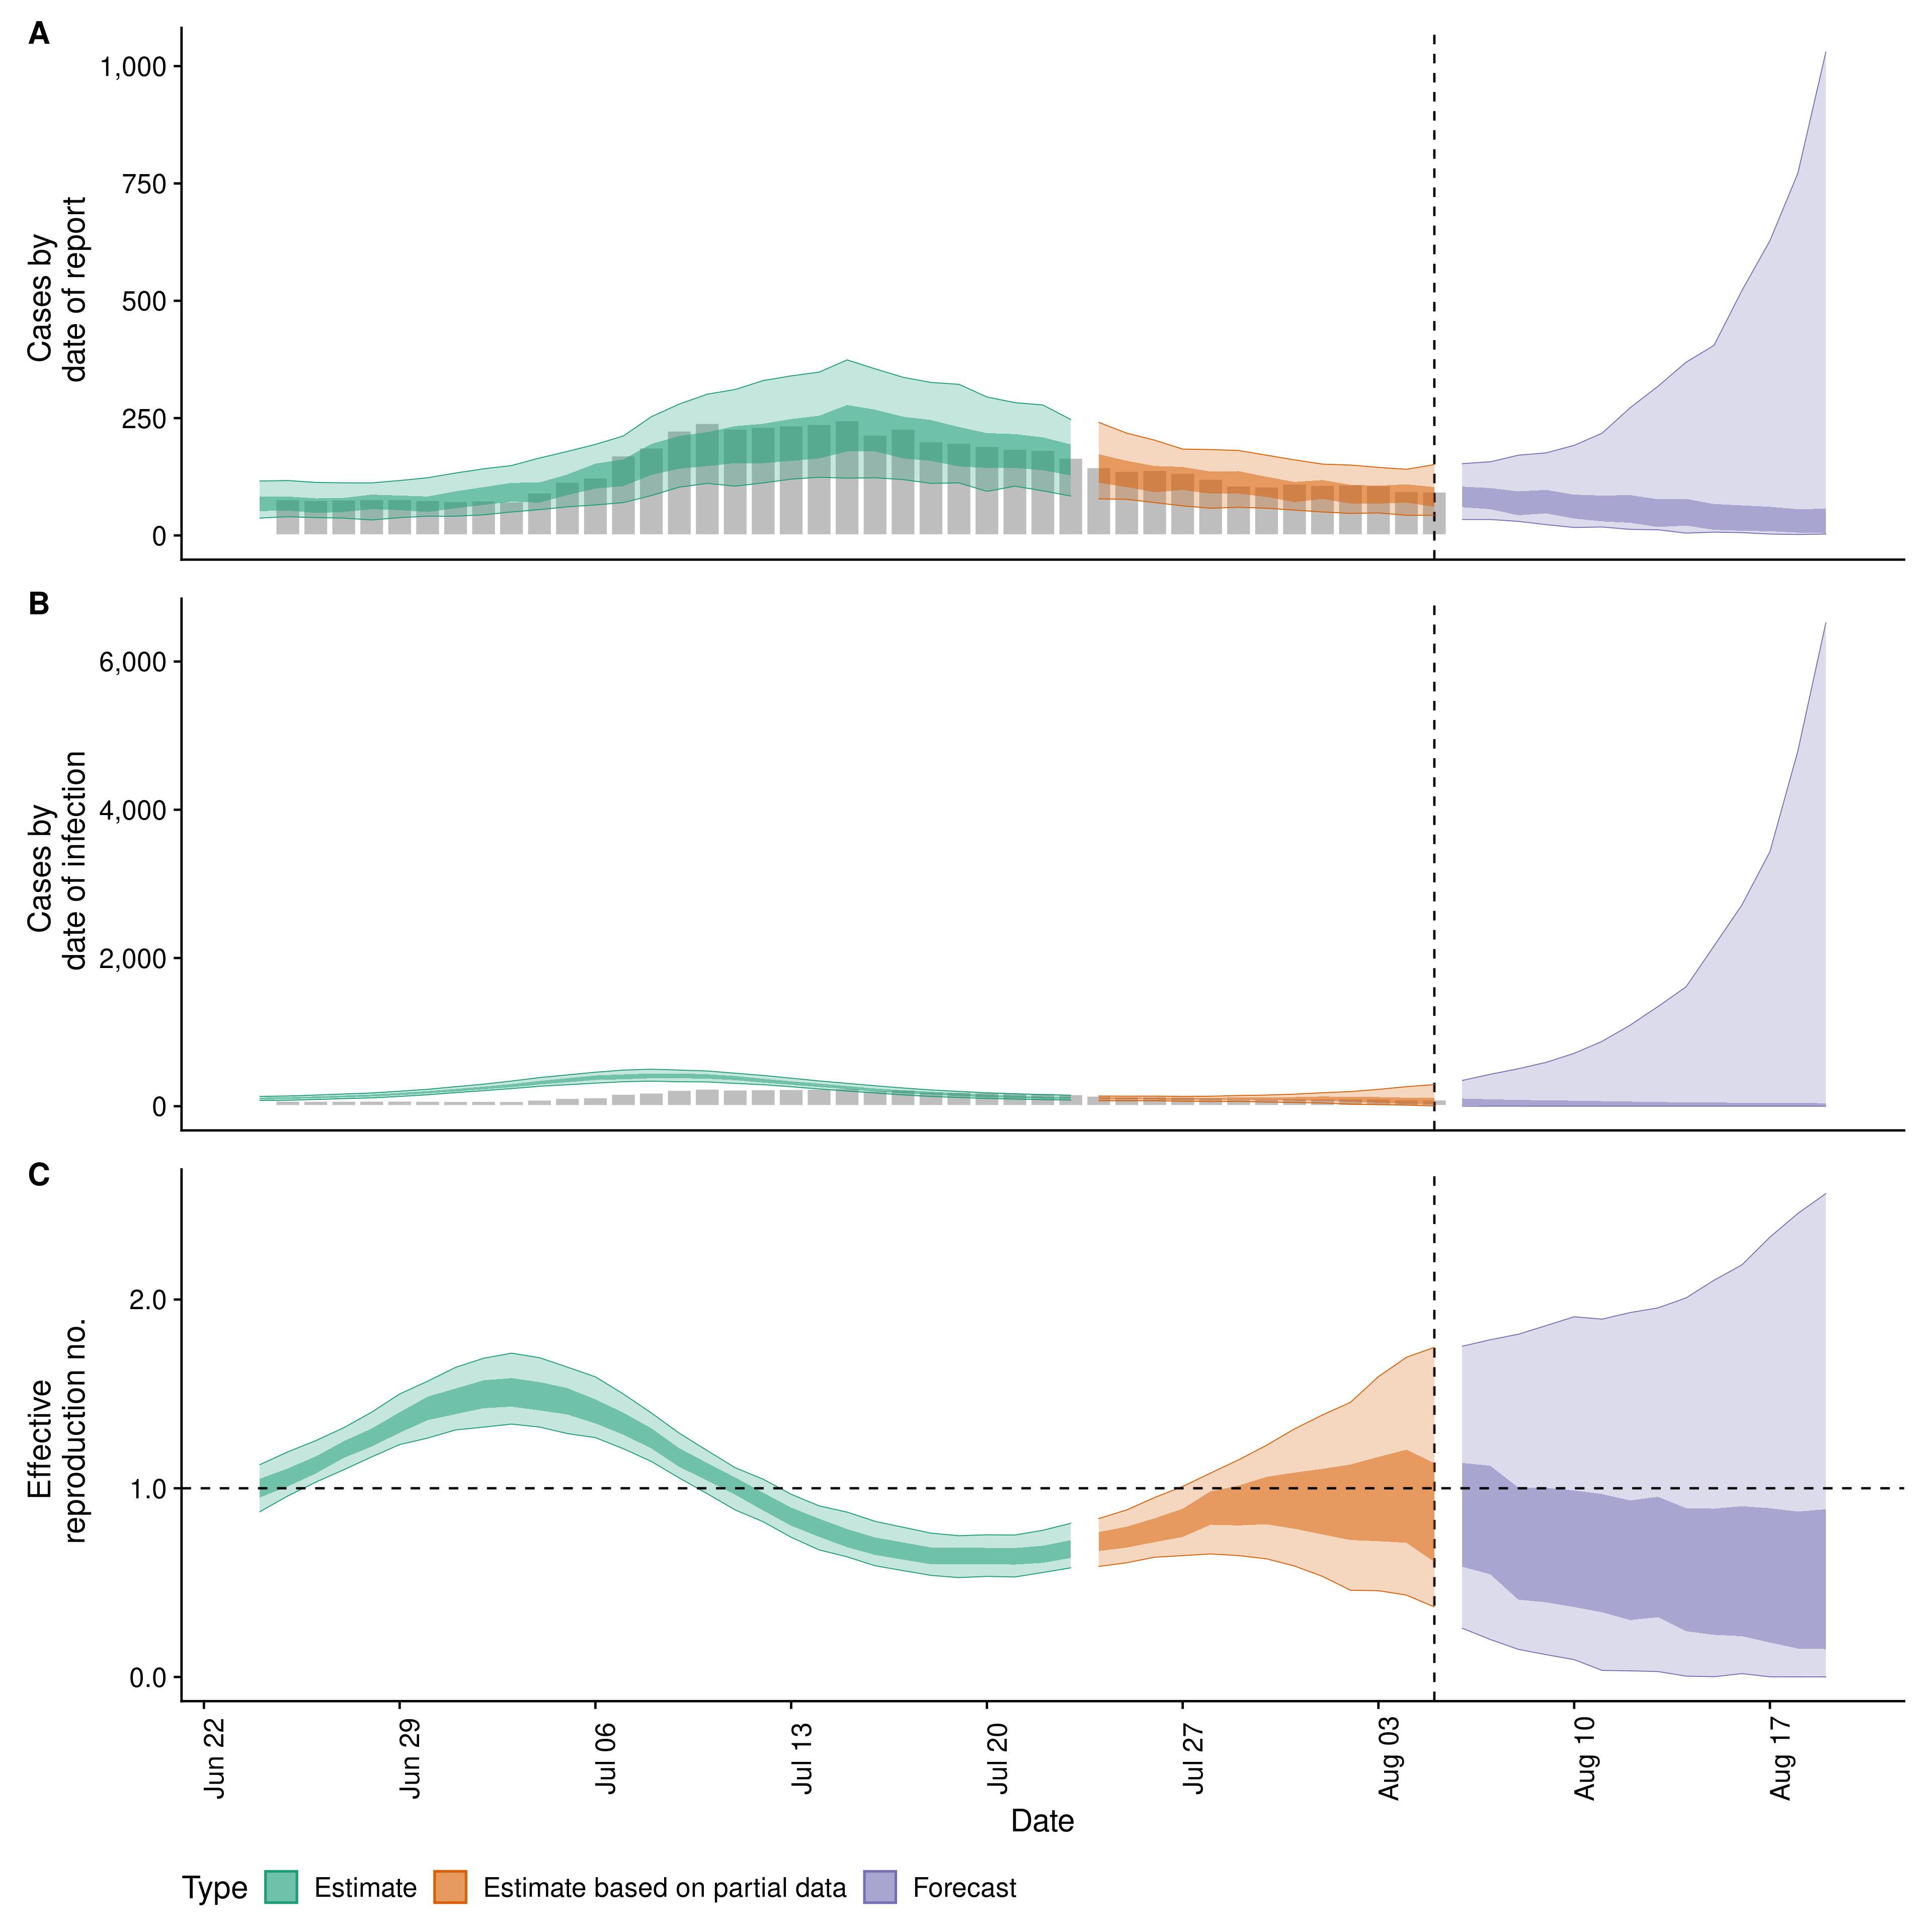 A
Cases by
date of report
1,000
750
500
250
0
B
Cases by
date of infection
6,000
4,000
2,000
0
C
Effective
reproduction no.
2.0
1.0
0.0
Jun 22
Jun 29
Jul 06
Jul 13
Jul 20
Jul 27
Aug 03
Aug 10
Aug 17
Date
Type Estimate Estimate based on partial data Forecast